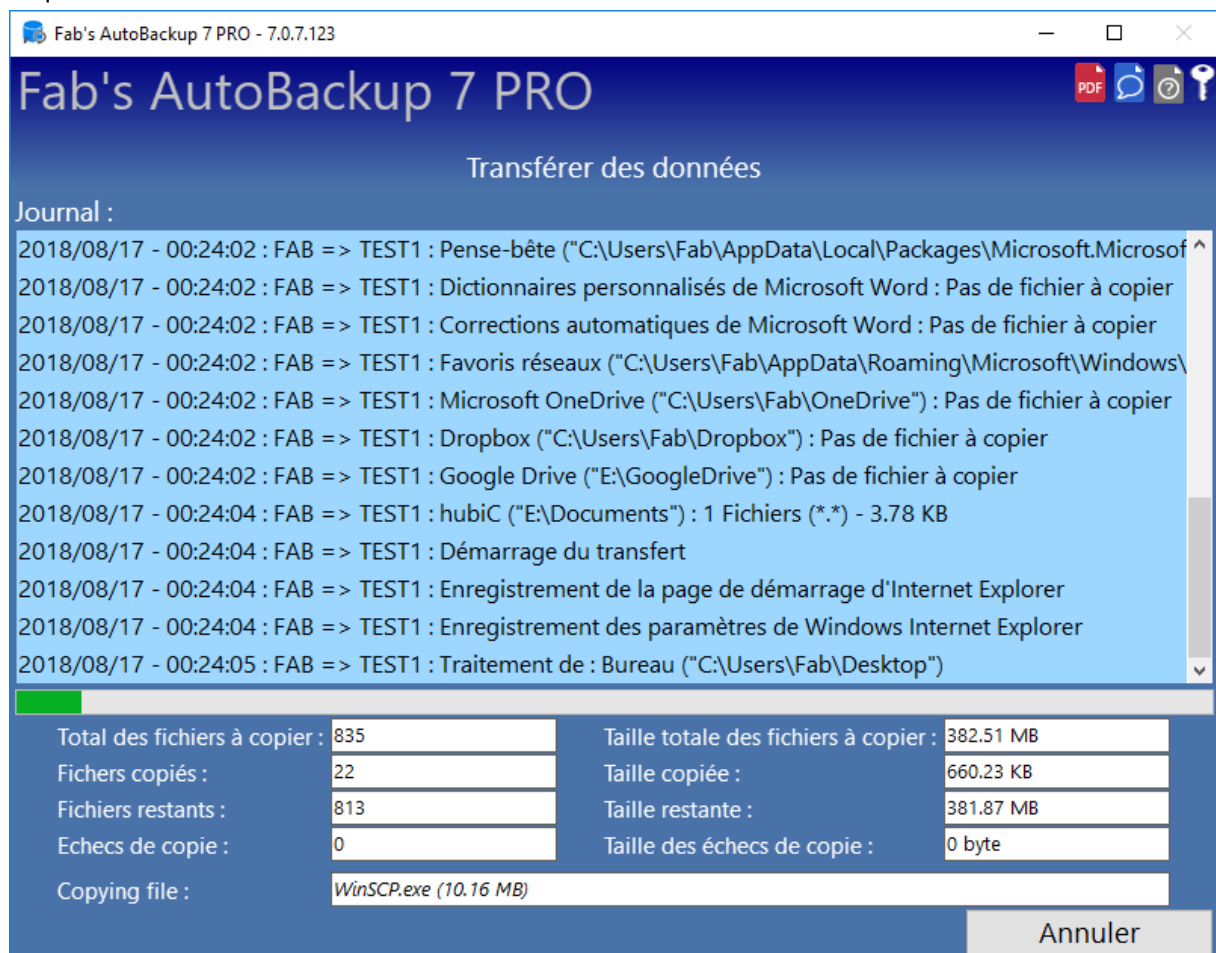 Fab's AutoBackup 7 PRO - 7.0.7.123
Fab's AutoBackup 7 PRO
PDF
Transférer des données
Journal :
2018/08/17 - 00:24:02 : FAB => TEST1 : Pense-bête ("C:\Users\Fab\AppData\Local\Packages\Microsoft.Microsof
2018/08/17 - 00:24:02 : FAB => TEST1 : Dictionnaires personnalisés de Microsoft Word : Pas de fichier à copier
2018/08/17 - 00:24:02 : FAB => TEST1 : Corrections automatiques de Microsoft Word : Pas de fichier à copier
2018/08/17 - 00:24:02 : FAB => TEST1 : Favoris réseaux ("C:\Users\Fab\AppData\Roaming\Microsoft\Windows\
2018/08/17 - 00:24:02 : FAB => TEST1 : Microsoft OneDrive ("C:\Users\Fab\OneDrive") : Pas de fichier à copier
2018/08/17 - 00:24:02 : FAB => TEST1 : Dropbox ("C:\Users\Fab\Dropbox") : Pas de fichier à copier
2018/08/17 - 00:24:02 : FAB => TEST1 : Google Drive ("E:\GoogleDrive") : Pas de fichier à copier
2018/08/17 - 00:24:04 : FAB => TEST1 : hubiC ("E:\Documents") : 1 Fichiers (*.*) - 3.78 KB
2018/08/17 - 00:24:04 : FAB => TEST1 : Démarrage du transfert
2018/08/17 - 00:24:04 : FAB => TEST1 : Enregistrement de la page de démarrage d'Internet Explorer
2018/08/17 - 00:24:04 : FAB => TEST1 : Enregistrement des paramètres de Windows Internet Explorer
2018/08/17 - 00:24:05 : FAB => TEST1 : Traitement de : Bureau ("C:\Users\Fab\Desktop")
Total des fichiers à copier : 835 Taille totale des fichiers à copier : 382.51 MB
Fichers copiés : 22 Taille copiée : 660.23 KB
Fichiers restants : 813 Taille restante : 381.87 MB
Echecs de copie : 0 Taille des échecs de copie : 0 byte
Copying file : WinSCP.exe (10.16 MB)
Annuler